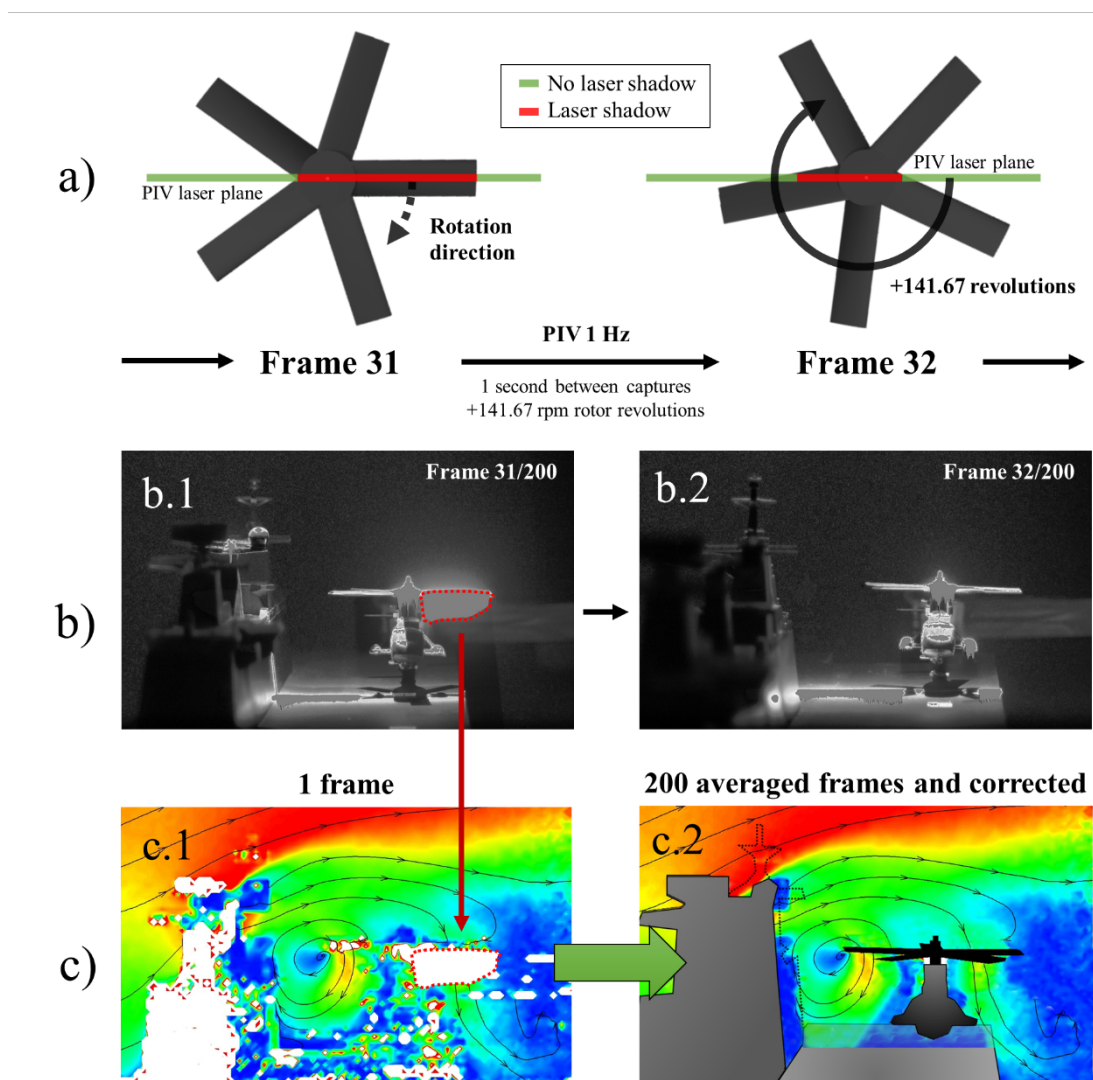 No laser shadow
Laser shadow
a)
PIV laser plane
PIV laser plane
Rotation
direction
+141.67 revolutions
Frame 31
PIV 1 Hz
1 second between captures
+141.67 rpm rotor revolutions
Frame 32
b)
b.1
Frame 31/200
b.2
Frame 32/200
1 frame
200 averaged frames and corrected
c)
c.1
c.2